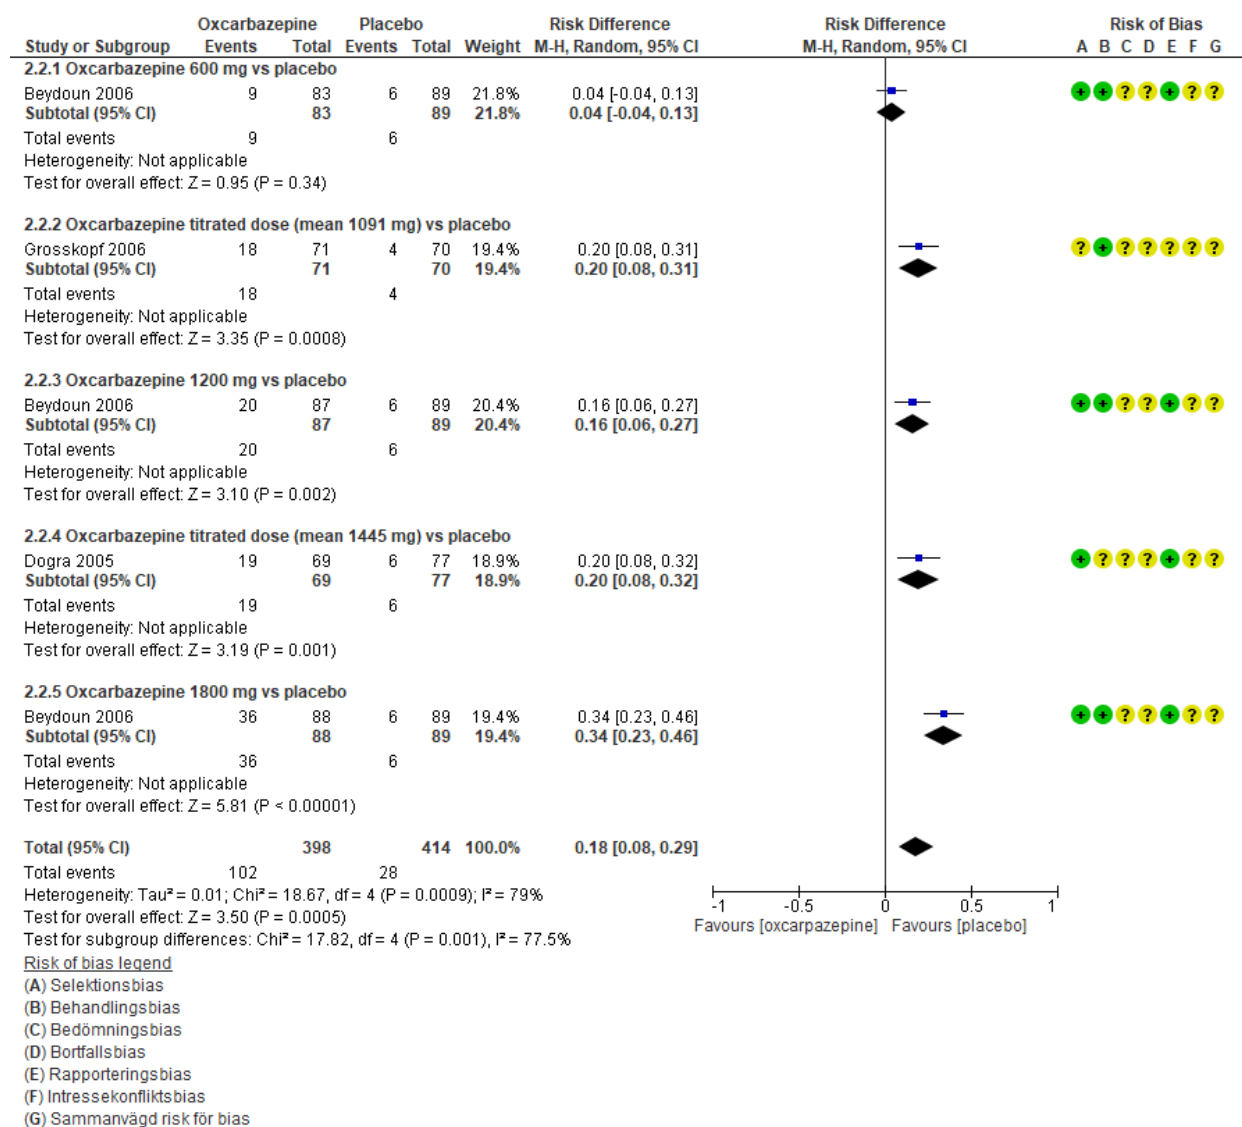 Oxcarbazepine Placebo Risk Difference Risk Difference Risk of Bias
Study or Subgroup Events Total Events Total Weight M-H, Random, 95% CI M-H, Random, 95% CI A B C D E F G
2.2.1 Oxcarbazepine 600 mg vs placebo
Beydoun 2006 9 83 6 89 21.8% 0.04 [-0.04, 0.13] + + ? ? + ? ?
Subtotal (95% CI) 83 89 21.8% 0.04 [-0.04, 0.13]
Total events 9 6
Heterogeneity: Not applicable
Test for overall effect: Z = 0.95 (P = 0.34)
2.2.2 Oxcarbazepine titrated dose (mean 1091 mg) vs placebo
Grosskopf 2006 18 71 4 70 19.4% 0.20 [0.08, 0.31] ? + ? ? ? ? ?
Subtotal (95% CI) 71 70 19.4% 0.20 [0.08, 0.31]
Total events 18 4
Heterogeneity: Not applicable
Test for overall effect: Z = 3.35 (P = 0.0008)
2.2.3 Oxcarbazepine 1200 mg vs placebo
Beydoun 2006 20 87 6 89 20.4% 0.16 [0.06, 0.27] + + ? ? + ? ?
Subtotal (95% CI) 87 89 20.4% 0.16 [0.06, 0.27]
Total events 20 6
Heterogeneity: Not applicable
Test for overall effect: Z = 3.10 (P = 0.002)
2.2.4 Oxcarbazepine titrated dose (mean 1445 mg) vs placebo
Dogra 2005 19 69 6 77 18.9% 0.20 [0.08, 0.32] + ? ? ? + ? ?
Subtotal (95% CI) 69 77 18.9% 0.20 [0.08, 0.32]
Total events 19 6
Heterogeneity: Not applicable
Test for overall effect: Z = 3.19 (P = 0.001)
2.2.5 Oxcarbazepine 1800 mg vs placebo
Beydoun 2006 36 88 6 89 19.4% 0.34 [0.23, 0.46] + + ? ? + ? ?
Subtotal (95% CI) 88 89 19.4% 0.34 [0.23, 0.46]
Total events 36 6
Heterogeneity: Not applicable
Test for overall effect: Z = 5.81 (P < 0.00001)
Total (95% CI) 398 414 100.0% 0.18 [0.08, 0.29]
Total events 102 28
Heterogeneity: Tau² = 0.01; Chi² = 18.67, df = 4 (P = 0.0009); I² = 79%
Test for overall effect: Z = 3.50 (P = 0.0005)
Test for subgroup differences: Chi² = 17.82, df = 4 (P = 0.001), I² = 77.5%
-1 -0.5 0 0.5 1
Favours [oxcarpazepine] Favours [placebo]
Risk of bias legend
(A) Selektionsbias
(B) Behandlingsbias
(C) Bedömningsbias
(D) Bortfallsbias
(E) Rapporteringsbias
(F) Intressekonfliktsbias
(G) Sammanvägd risk för bias